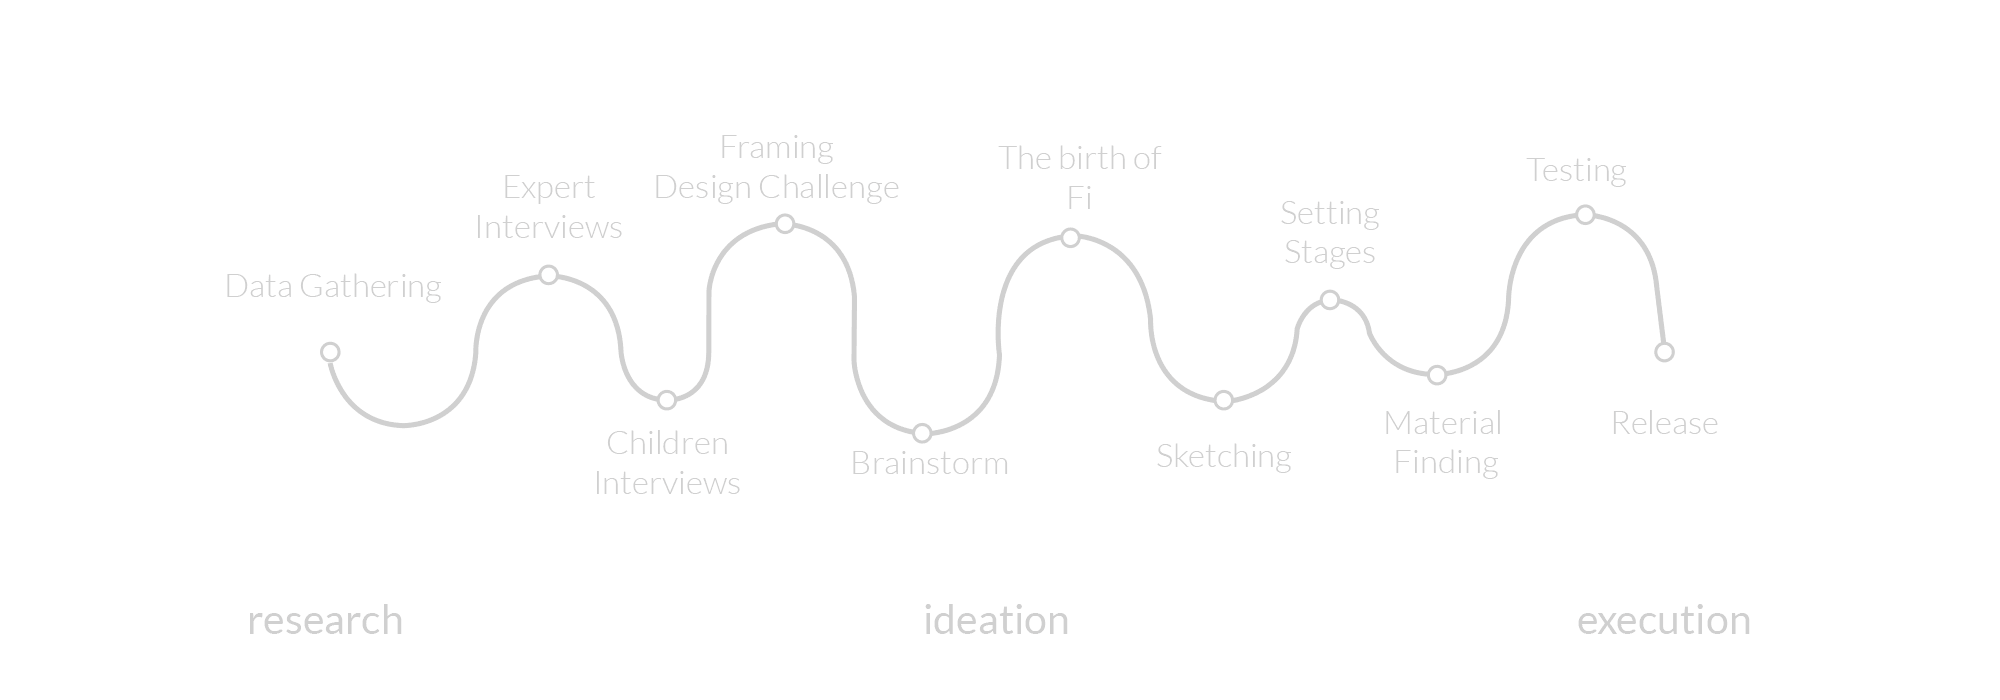 Data Gathering
Expert
Interviews
Children
Interviews
Framing
Design Challenge
Brainstorm
The birth of
Fi
Sketching
Setting
Stages
Material
Finding
Testing
Release
research
ideation
execution